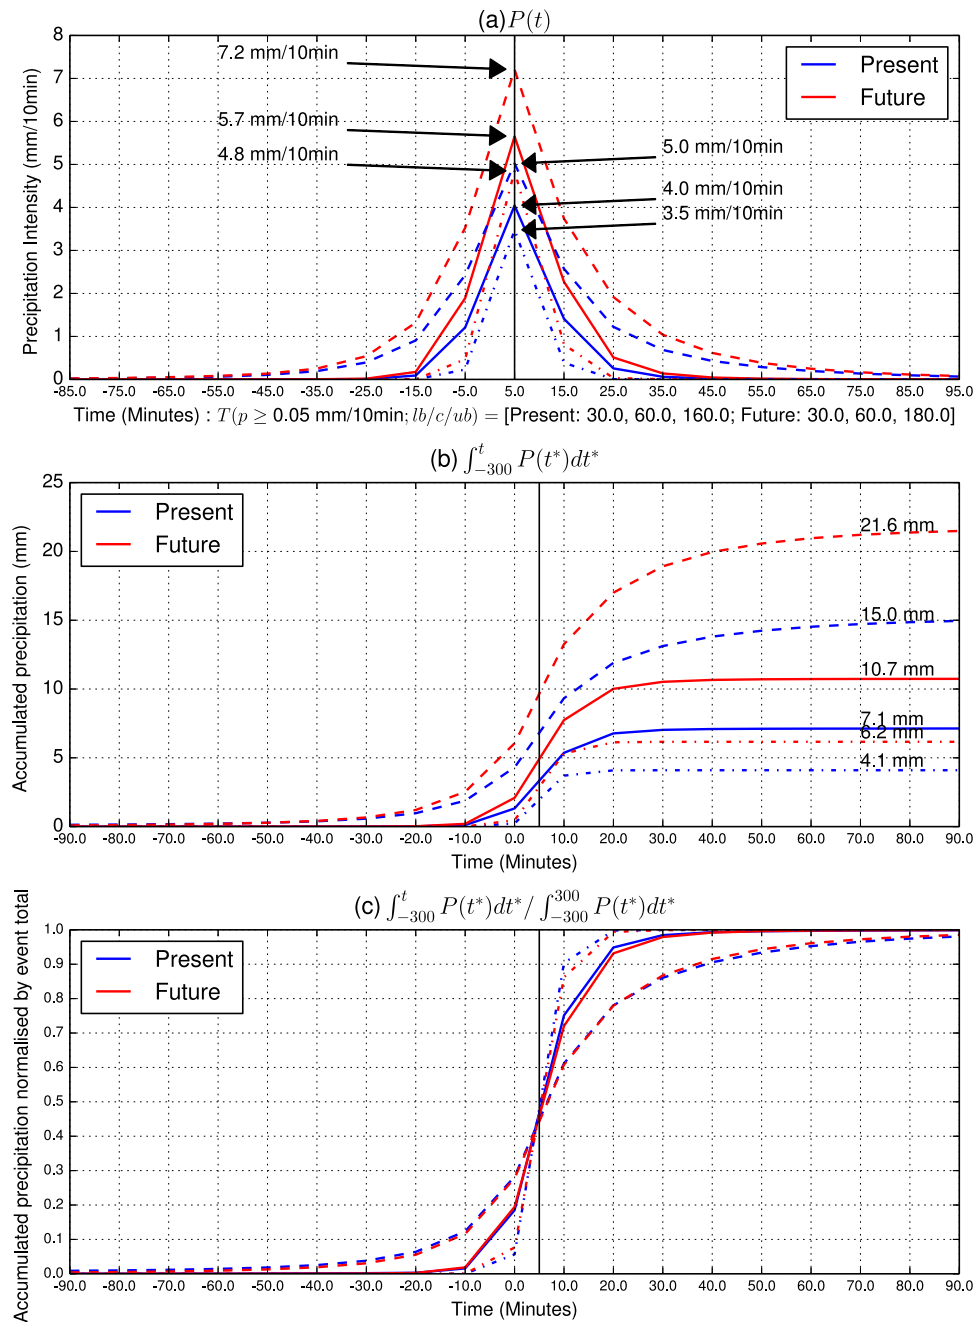 (a) P(t)
Precipitation Intensity (mm/10min)
8
7
6
5
4
3
2
1
0
7.2 mm/10min
5.7 mm/10min
4.8 mm/10min
5.0 mm/10min
4.0 mm/10min
3.5 mm/10min
Present
Future
-85.0 -75.0 -65.0 -55.0 -45.0 -35.0 -25.0 -15.0 -5.0 5.0 15.0 25.0 35.0 45.0 55.0 65.0 75.0 85.0 95.0
Time (Minutes) : T(p ≥ 0.05 mm/10min; lb/c/ub) = [Present: 30.0, 60.0, 160.0; Future: 30.0, 60.0, 180.0]
(b) ∫_{-300}^{t} P(t*)dt*
Accumulated precipitation (mm)
25
20
15
10
5
0
Present
Future
21.6 mm
15.0 mm
10.7 mm
7.1 mm
6.2 mm
4.1 mm
-90.0 -80.0 -70.0 -60.0 -50.0 -40.0 -30.0 -20.0 -10.0 0.0 10.0 20.0 30.0 40.0 50.0 60.0 70.0 80.0 90.0
Time (Minutes)
(c) ∫_{-300}^{t} P(t*)dt* / ∫_{-300}^{300} P(t*)dt*
Accumulated precipitation normalised by event total
1.0
0.9
0.8
0.7
0.6
0.5
0.4
0.3
0.2
0.1
0.0
Present
Future
-90.0 -80.0 -70.0 -60.0 -50.0 -40.0 -30.0 -20.0 -10.0 0.0 10.0 20.0 30.0 40.0 50.0 60.0 70.0 80.0 90.0
Time (Minutes)